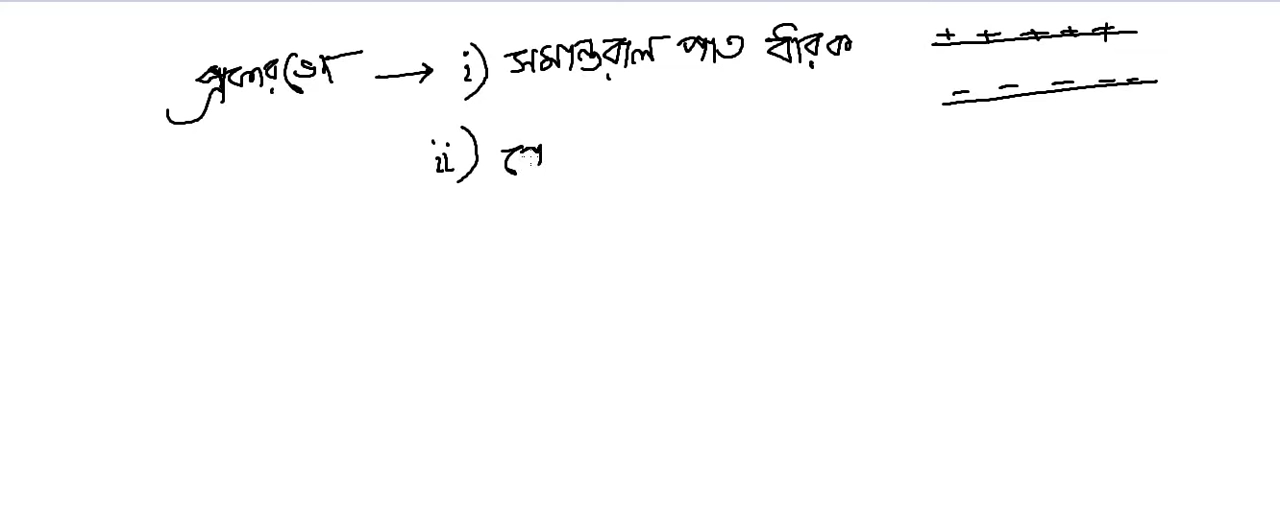 প্রকারভেদ → i) সমান্তরাল পাত ধারক
+ + + + +
- - - - -
ii) গো